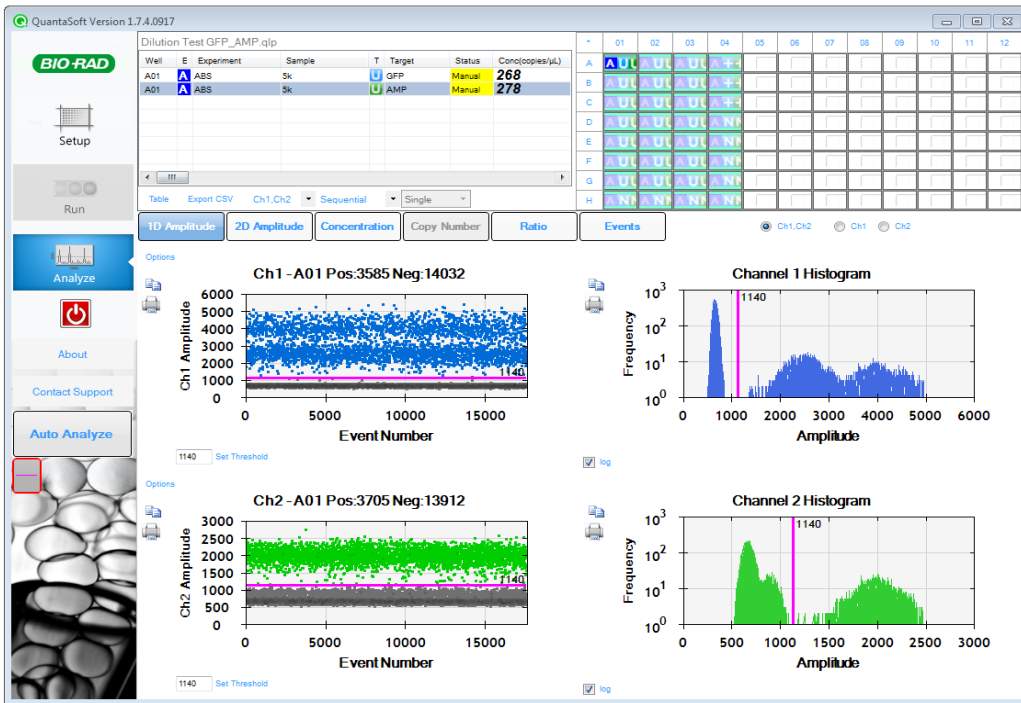 QuantaSoft Version 1.7.4.0917
BIO-RAD
Setup
Run
Analyze
About
Contact Support
Auto Analyze
Dilution Test GFP_AMP.qlp
Well E Experiment Sample T Target Status Conc(copies/µL)
A01 A ABS 5k U GFP Manual 268
A01 A ABS 5k U AMP Manual 278
Table Export CSV Ch1,Ch2 Sequential Single
* 01 02 03 04 05 06 07 08 09 10 11 12
A A U U A U U A U U A + +
B A U U A U U A U U A + +
C A U U A U U A U U A + +
D A U U A U U A U U A N N
E A U U A U U A U U A N N
F A U U A U U A U U A N N
G A U U A U U A U U A N N
H A N N A N N A N N A N N
1D Amplitude 2D Amplitude Concentration Copy Number Ratio Events
Ch1,Ch2 Ch1 Ch2
Options
Ch1 - A01 Pos:3585 Neg:14032
Ch1 Amplitude
6000
5000
4000
3000
2000
1000
0
1140
0 5000 10000 15000
Event Number
1140 Set Threshold
Channel 1 Histogram
Frequency
10³
10²
10¹
10⁰
1140
0 1000 2000 3000 4000 5000 6000
Amplitude
log
Options
Ch2 - A01 Pos:3705 Neg:13912
Ch2 Amplitude
3000
2500
2000
1500
1000
500
0
1140
0 5000 10000 15000
Event Number
1140 Set Threshold
Channel 2 Histogram
Frequency
10³
10²
10¹
10⁰
1140
0 500 1000 1500 2000 2500 3000
Amplitude
log